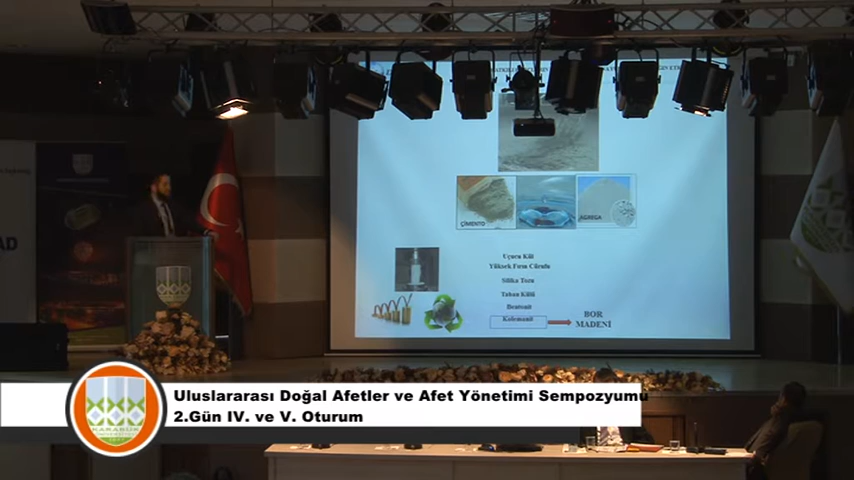 ÇİMENTO
AGREGA
Uçucu Kül
Yüksek Fırın Cürufu
Silika Tozu
Taban Külü
Bentonit
Kolemanit
BOR
MADENİ
KARABÜK
Uluslararası Doğal Afetler ve Afet Yönetimi Sempozyumu
2.Gün IV. ve V. Oturum